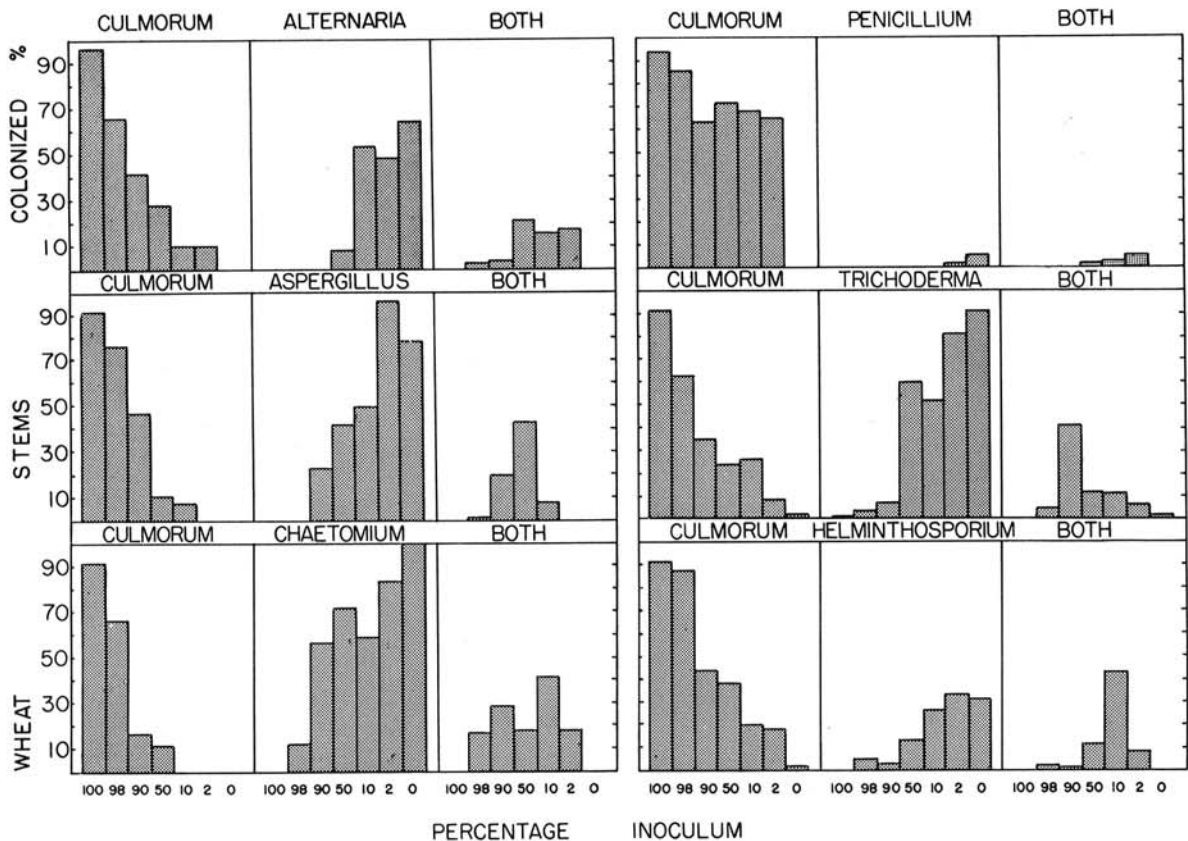 CULMORUM ALTERNARIA BOTH CULMORUM PENICILLIUM BOTH
% COLONIZED
90
70
50
30
10
CULMORUM ASPERGILLUS BOTH CULMORUM TRICHODERMA BOTH
STEMS
90
70
50
30
10
CULMORUM CHAETOMIUM BOTH CULMORUM HELMINTHOSPORIUM BOTH
WHEAT
90
70
50
30
10
100 98 90 50 10 2 0 100 98 90 50 10 2 0 100 98 90 50 10 2 0 100 98 90 50 10 2 0 100 98 90 50 10 2 0 100 98 90 50 10 2 0
PERCENTAGE INOCULUM